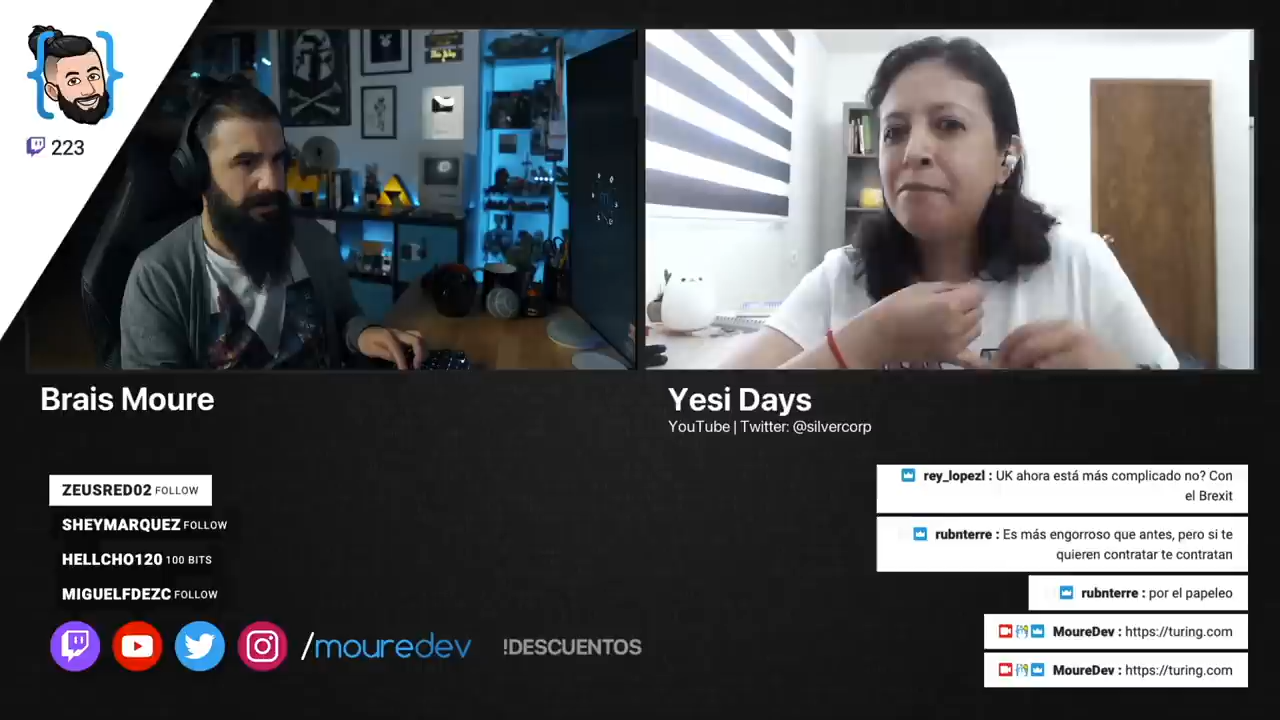 223
Brais Moure
Yesi Days
YouTube | Twitter: @silvercorp
ZEUSRED02 FOLLOW
SHEYMARQUEZ FOLLOW
HELLCHO120 100 BITS
MIGUELFDEZC FOLLOW
/mouredev
!DESCUENTOS
rey_lopezl : UK ahora está más complicado no? Con
el Brexit
rubnterre : Es más engorroso que antes, pero si te
quieren contratar te contratan
rubnterre : por el papeleo
MoureDev : https://turing.com
MoureDev : https://turing.com